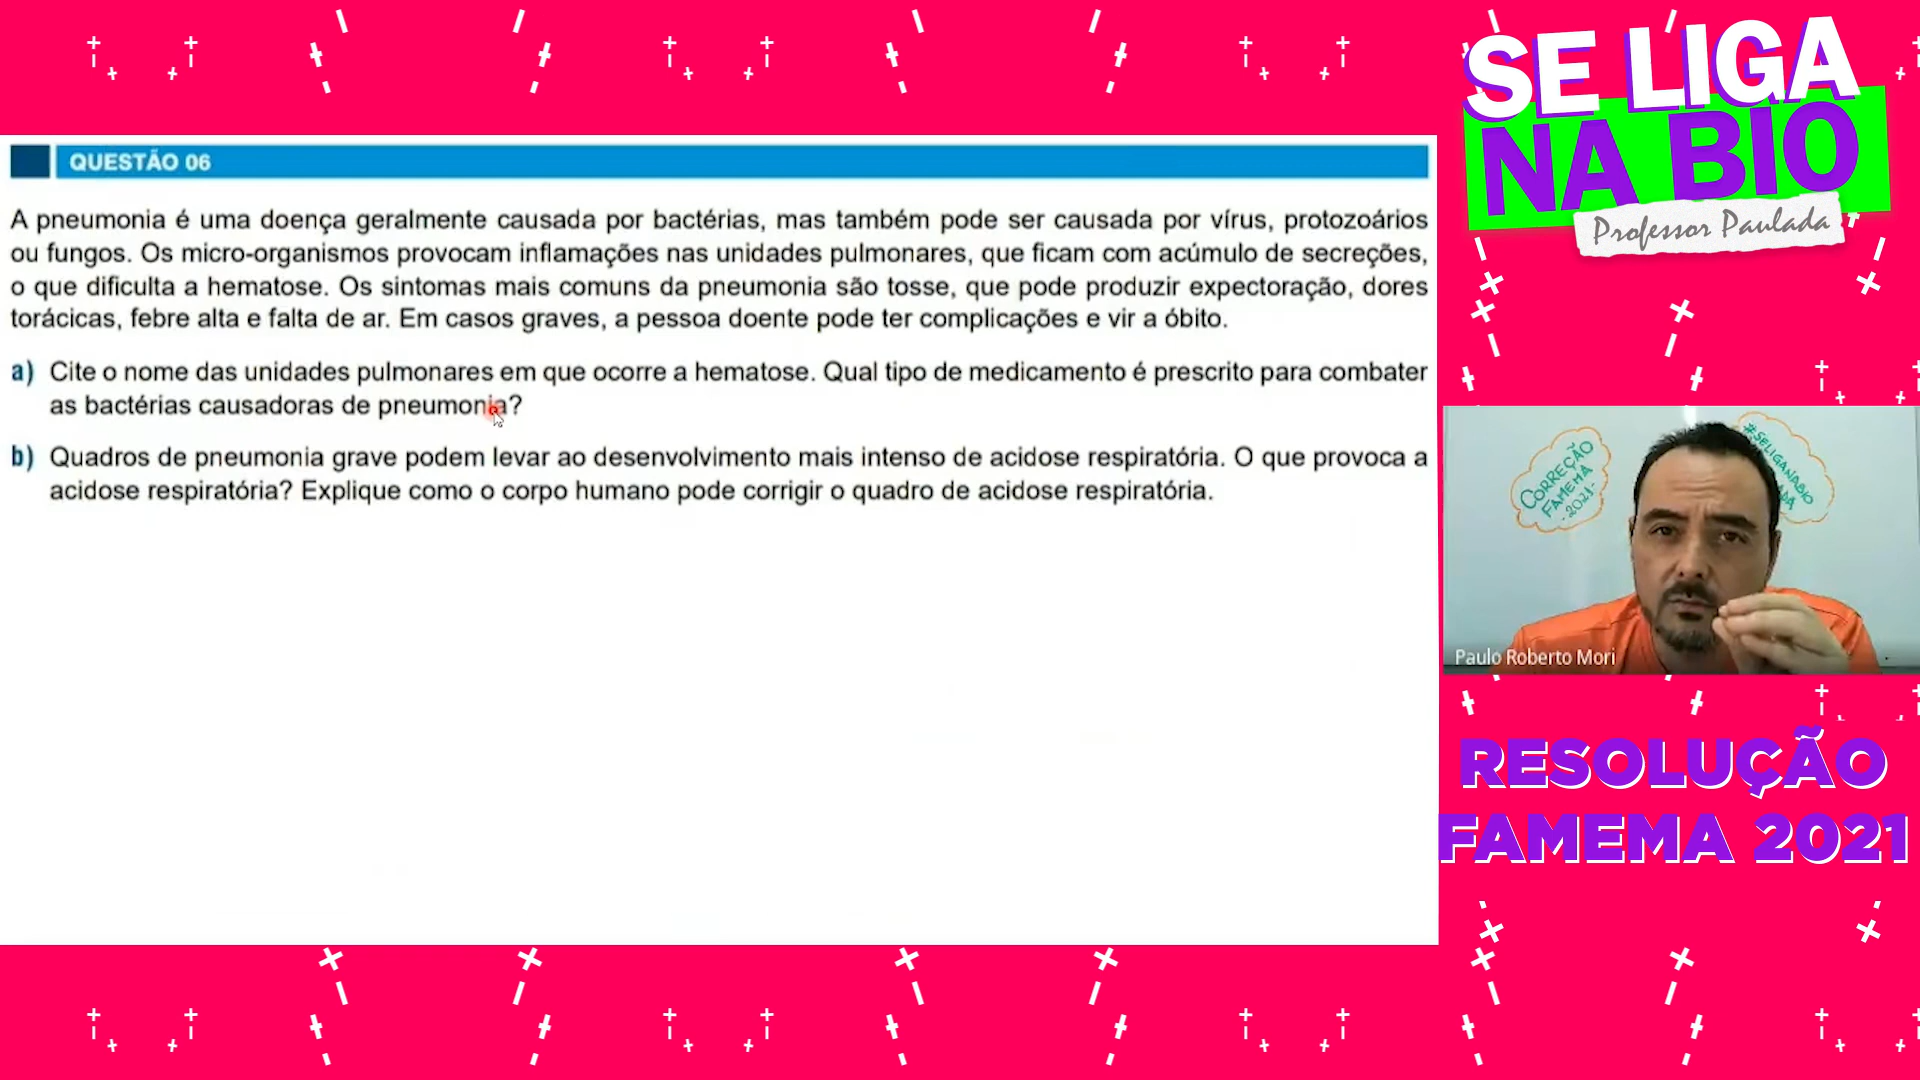 SE LIGA
NA BIO
Professor Paulada
QUESTÃO 06
A pneumonia é uma doença geralmente causada por bactérias, mas também pode ser causada por vírus, protozoários
ou fungos. Os micro-organismos provocam inflamações nas unidades pulmonares, que ficam com acúmulo de secreções,
o que dificulta a hematose. Os sintomas mais comuns da pneumonia são tosse, que pode produzir expectoração, dores
torácicas, febre alta e falta de ar. Em casos graves, a pessoa doente pode ter complicações e vir a óbito.
a) Cite o nome das unidades pulmonares em que ocorre a hematose. Qual tipo de medicamento é prescrito para combater
as bactérias causadoras de pneumonia?
b) Quadros de pneumonia grave podem levar ao desenvolvimento mais intenso de acidose respiratória. O que provoca a
acidose respiratória? Explique como o corpo humano pode corrigir o quadro de acidose respiratória.
CORREÇÃO
FAMEMA
-2021-
#SELIGANABIO
Paulo Roberto Mori
RESOLUÇÃO
FAMEMA 2021